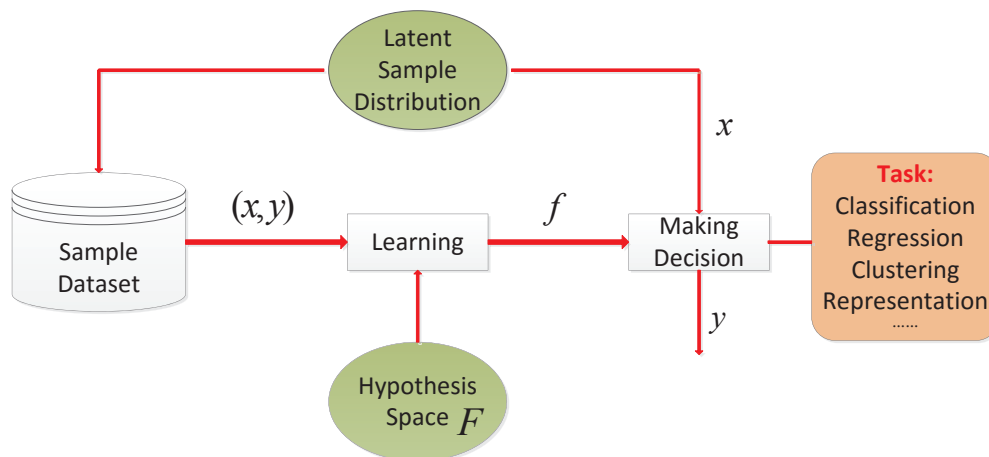 Latent
Sample
Distribution
x
Task:
Classification
Regression
Clustering
Representation
......
(x, y)
f
Sample
Dataset
Learning
Making
Decision
y
Hypothesis
Space F